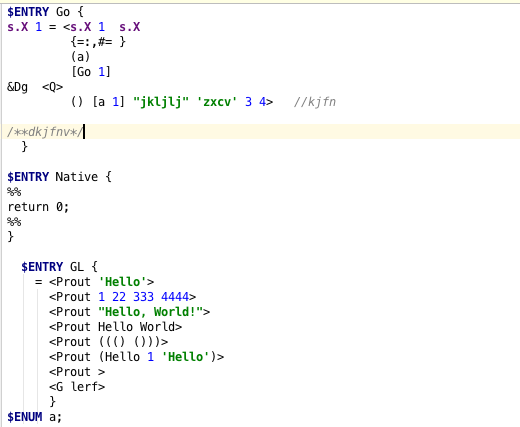 $ENTRY Go {
s.X 1 = <s.X 1  s.X
         {=:,#= }
         (a)
         [Go 1]
&Dg  <Q>
         () [a 1] "jkljlj" 'zxcv' 3 4>   //kjfn
/**dkjfnv*/
  }
$ENTRY Native {
%%
return 0;
%%
}
  $ENTRY GL {
    = <Prout 'Hello'>
      <Prout 1 22 333 4444>
      <Prout "Hello, World!">
      <Prout Hello World>
      <Prout ((() ()))>
      <Prout (Hello 1 'Hello')>
      <Prout >
      <G lerf>
      }
$ENUM a;